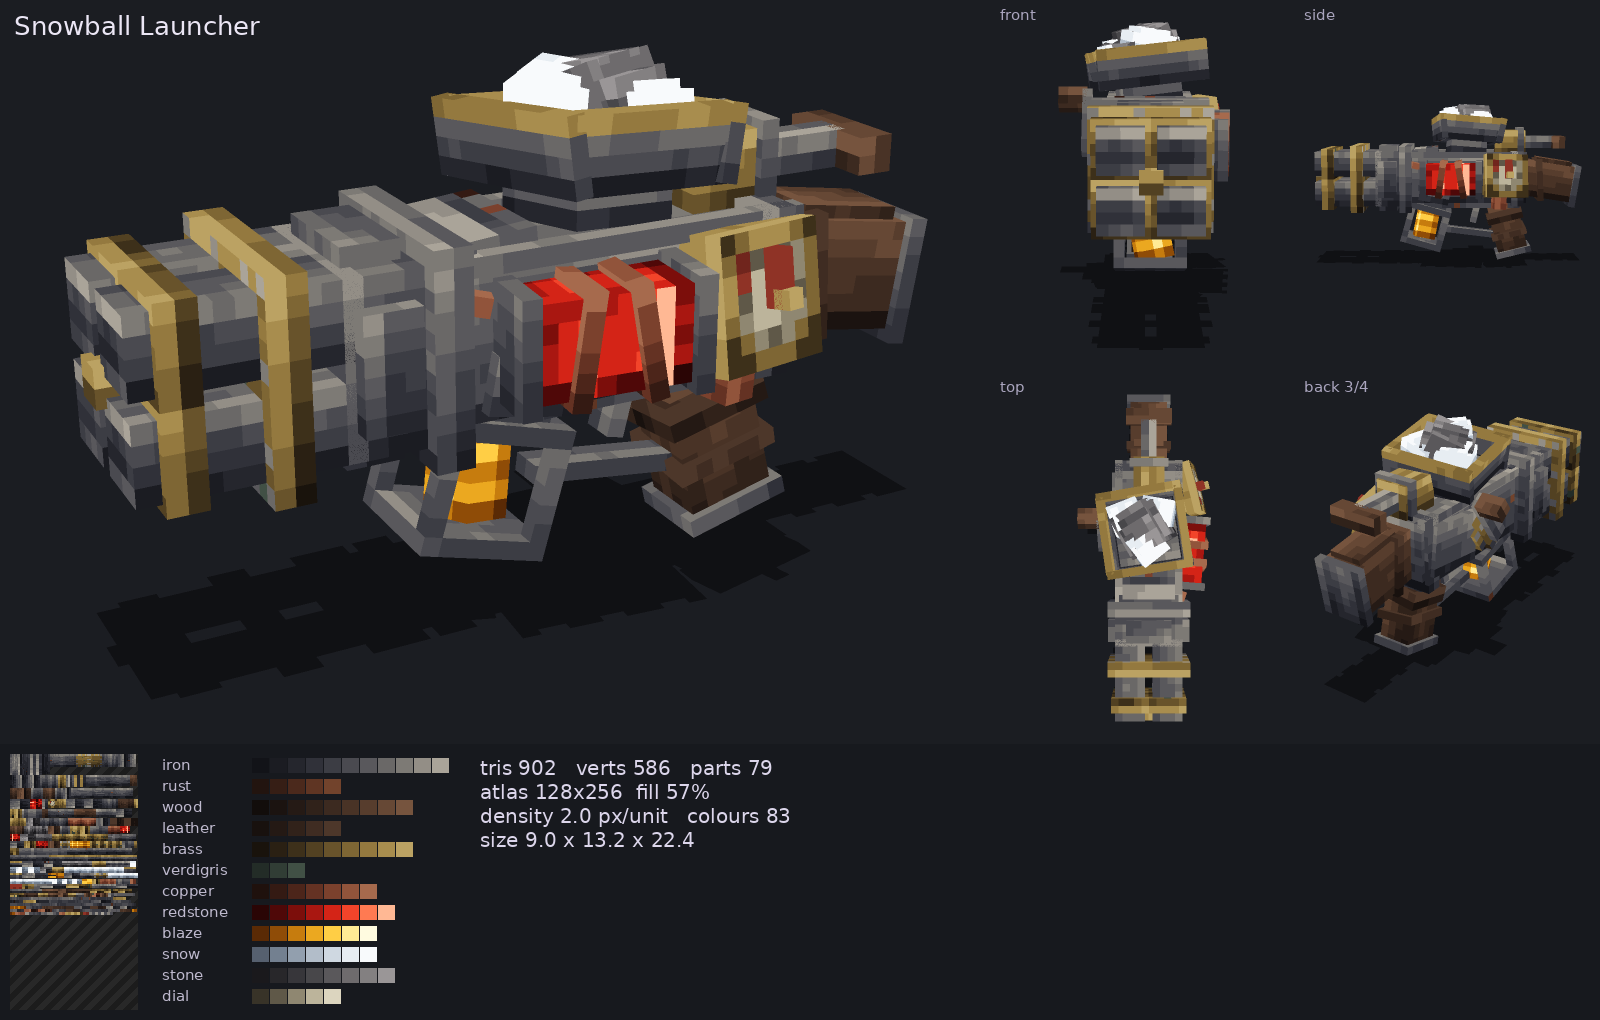 Snowball Launcher
front
side
top
back 3/4
iron
rust
wood
leather
brass
verdigris
copper
redstone
blaze
snow
stone
dial
tris 902 verts 586 parts 79
atlas 128x256 fill 57%
density 2.0 px/unit colours 83
size 9.0 x 13.2 x 22.4